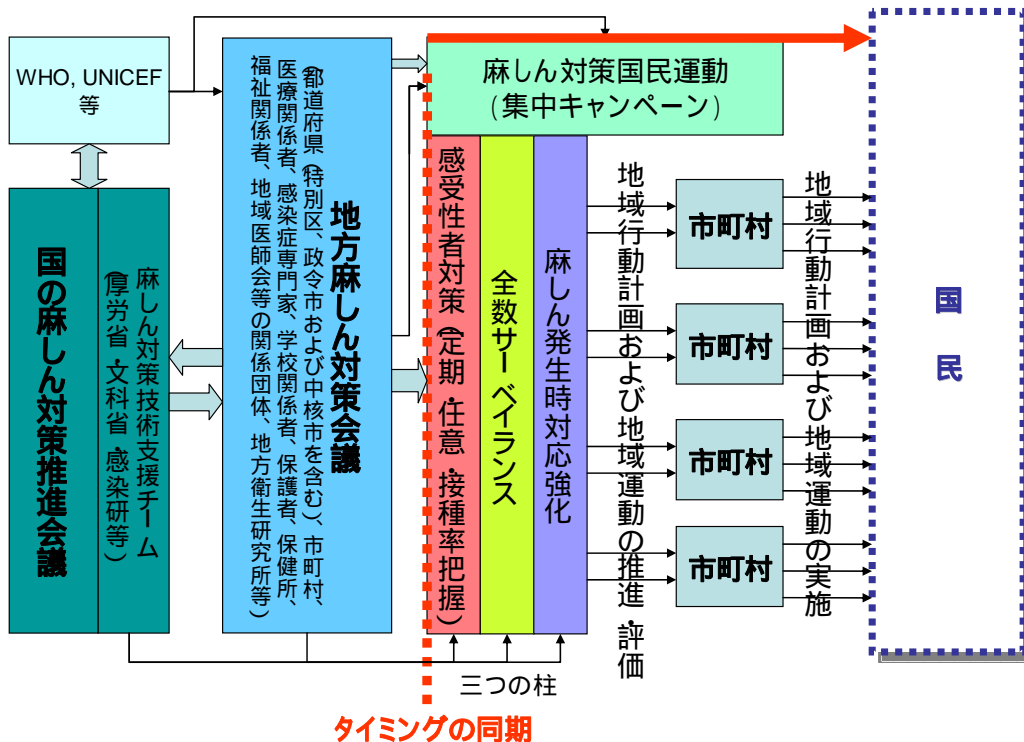 WHO, UNICEF
等
国の麻しん対策推進会議
麻しん対策技術支援チーム
(厚労省・文科省・感染研等)
地方麻しん対策会議
(都道府県(特別区、政令市および中核市を含む)、市町村、
医療関係者、感染症専門家、学校関係者、保護者、保健所、
福祉関係者、地域医師会等の関係団体、地方衛生研究所等)
麻しん対策国民運動
(集中キャンペーン)
感受性者対策(定期・任意・接種率把握)
全数サーベイランス
麻しん発生時対応強化
地域行動計画および地域運動の推進・評価
市町村
市町村
市町村
市町村
地域行動計画および地域運動の実施
国民
三つの柱
タイミングの同期